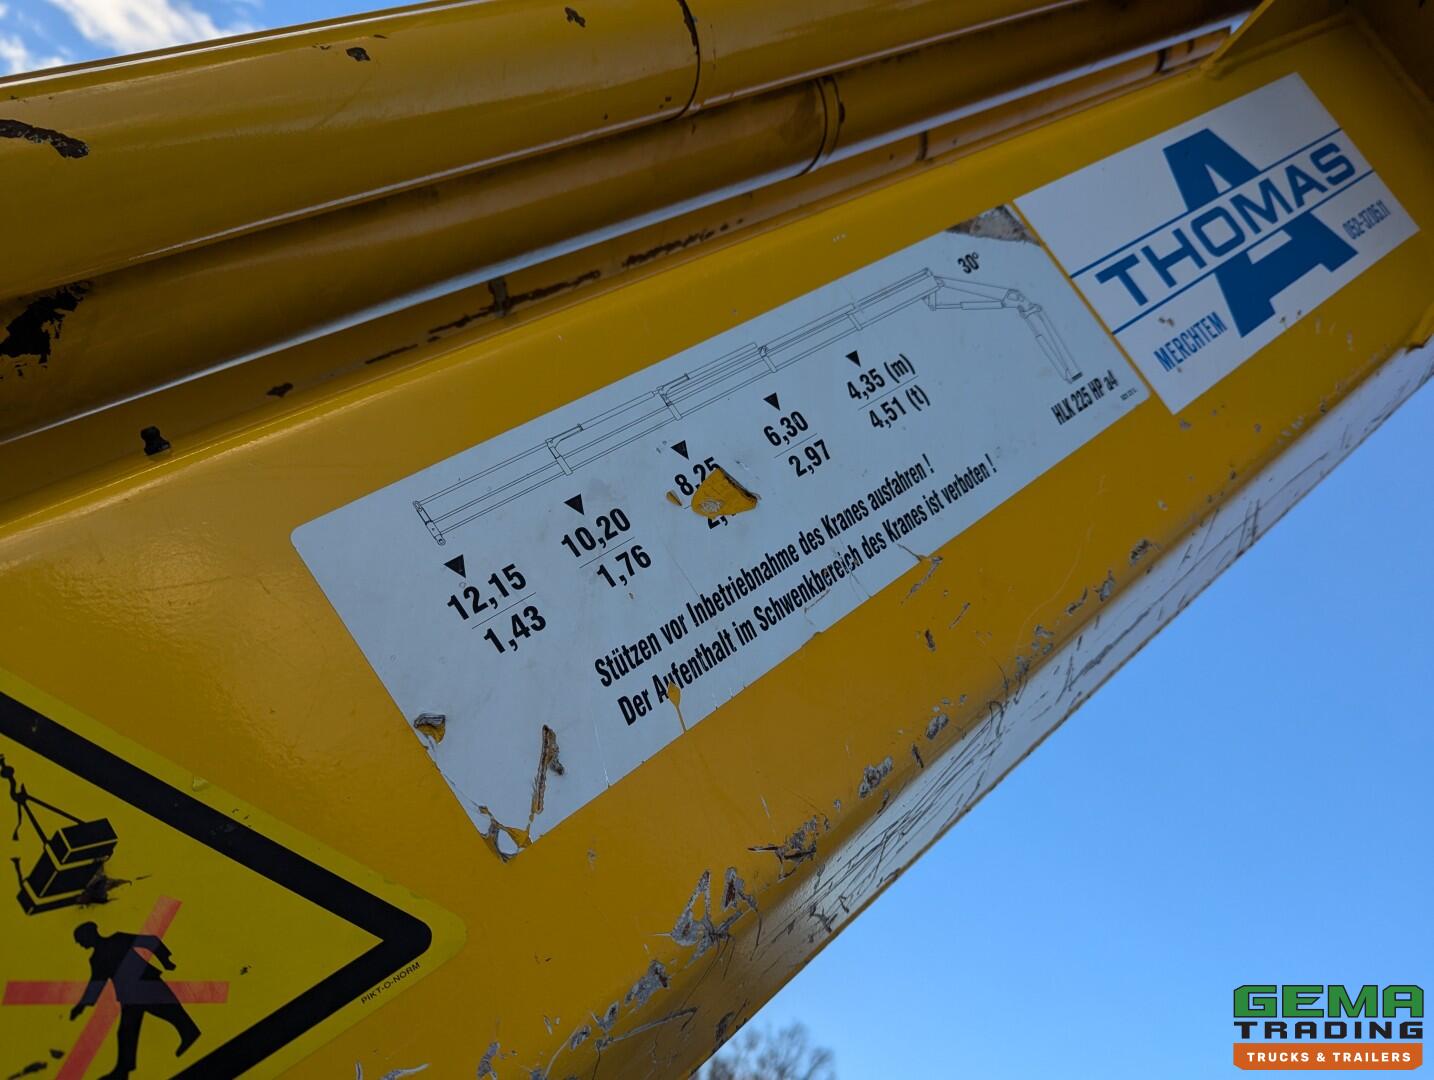 A
THOMAS
MERCHTEM
30°
HLK 225 HP a4
4,35 (m)
4,51 (t)
6,30
2,97
8,25
10,20
1,76
12,15
1,43
Stützen vor Inbetriebnahme des Kranes ausfahren !
Der Aufenthalt im Schwenkbereich des Kranes ist verboten !
PIKT-O-NORM
GEMA
TRADING
TRUCKS & TRAILERS